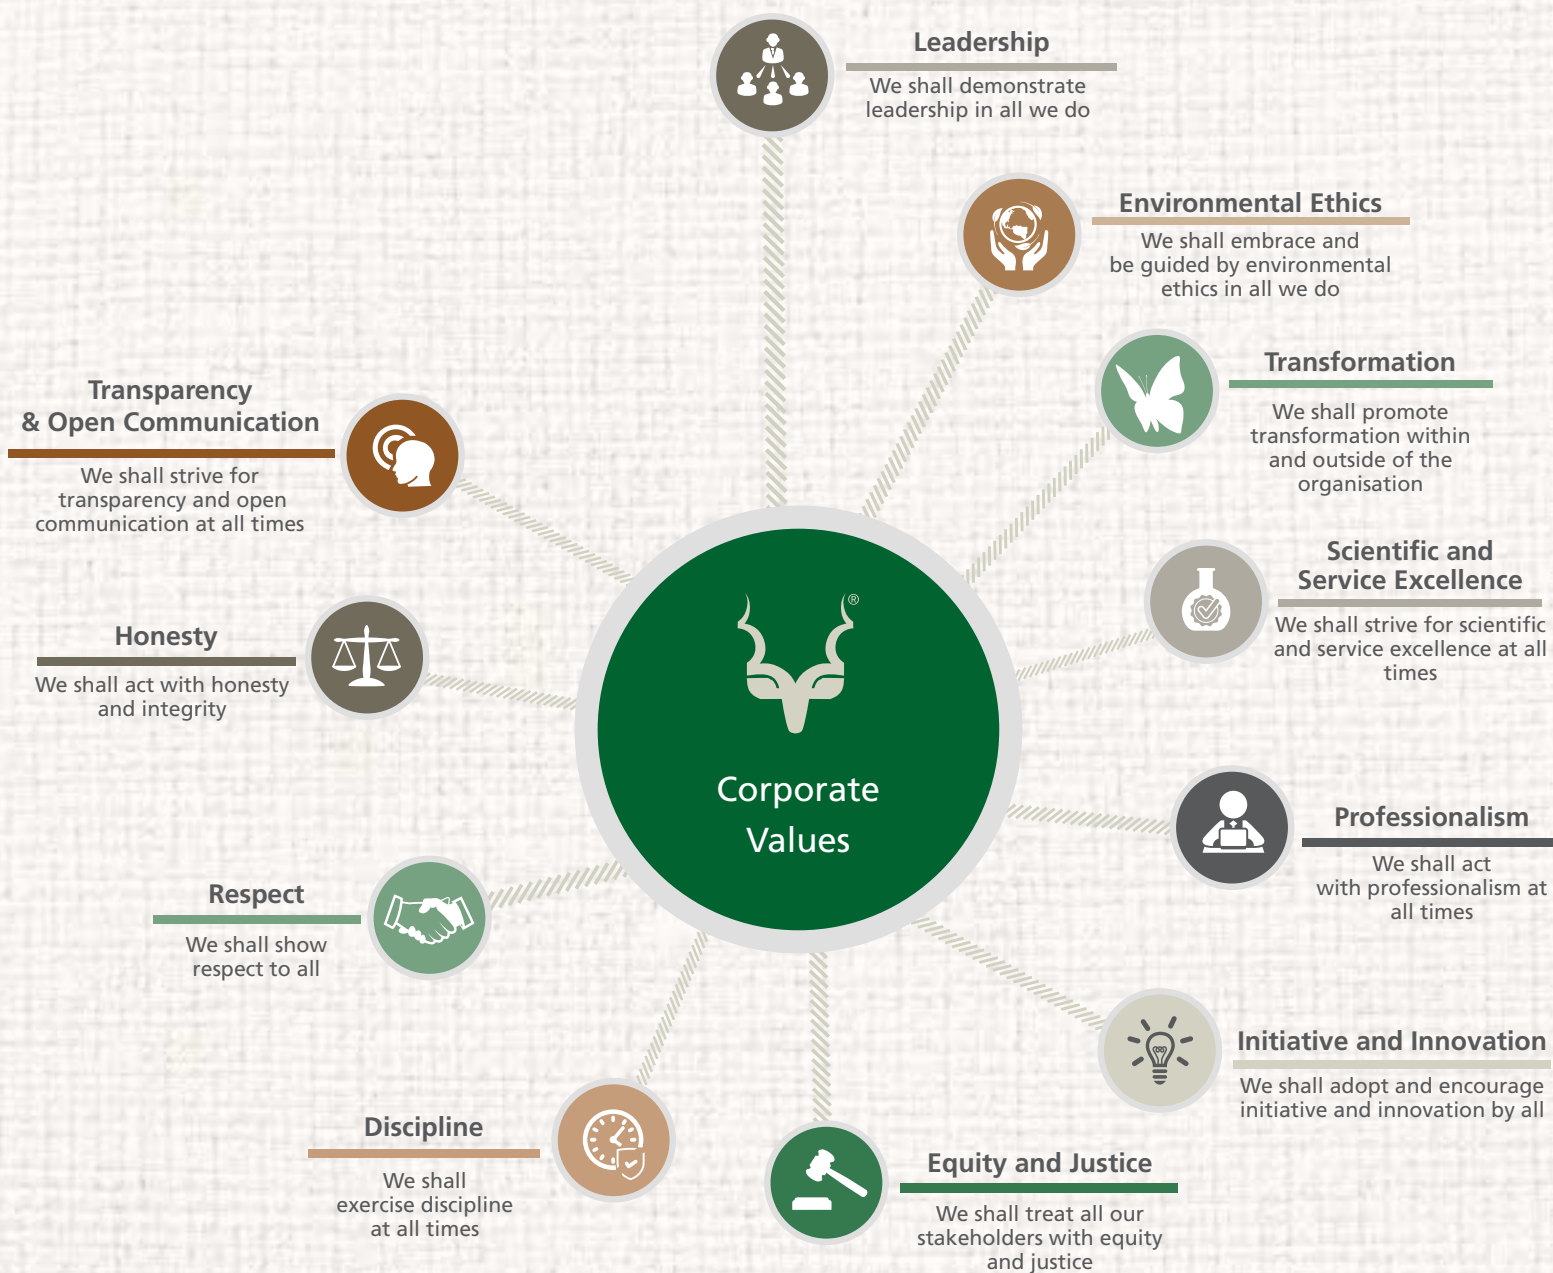 Leadership
We shall demonstrate
leadership in all we do
Environmental Ethics
We shall embrace and
be guided by environmental
ethics in all we do
Transformation
We shall promote
transformation within
and outside of the
organisation
Scientific and
Service Excellence
We shall strive for scientific
and service excellence at all
times
Professionalism
We shall act
with professionalism at
all times
Initiative and Innovation
We shall adopt and encourage
initiative and innovation by all
Equity and Justice
We shall treat all our
stakeholders with equity
and justice
Discipline
We shall
exercise discipline
at all times
Respect
We shall show
respect to all
Honesty
We shall act with honesty
and integrity
Transparency
& Open Communication
We shall strive for
transparency and open
communication at all times
®
Corporate
Values